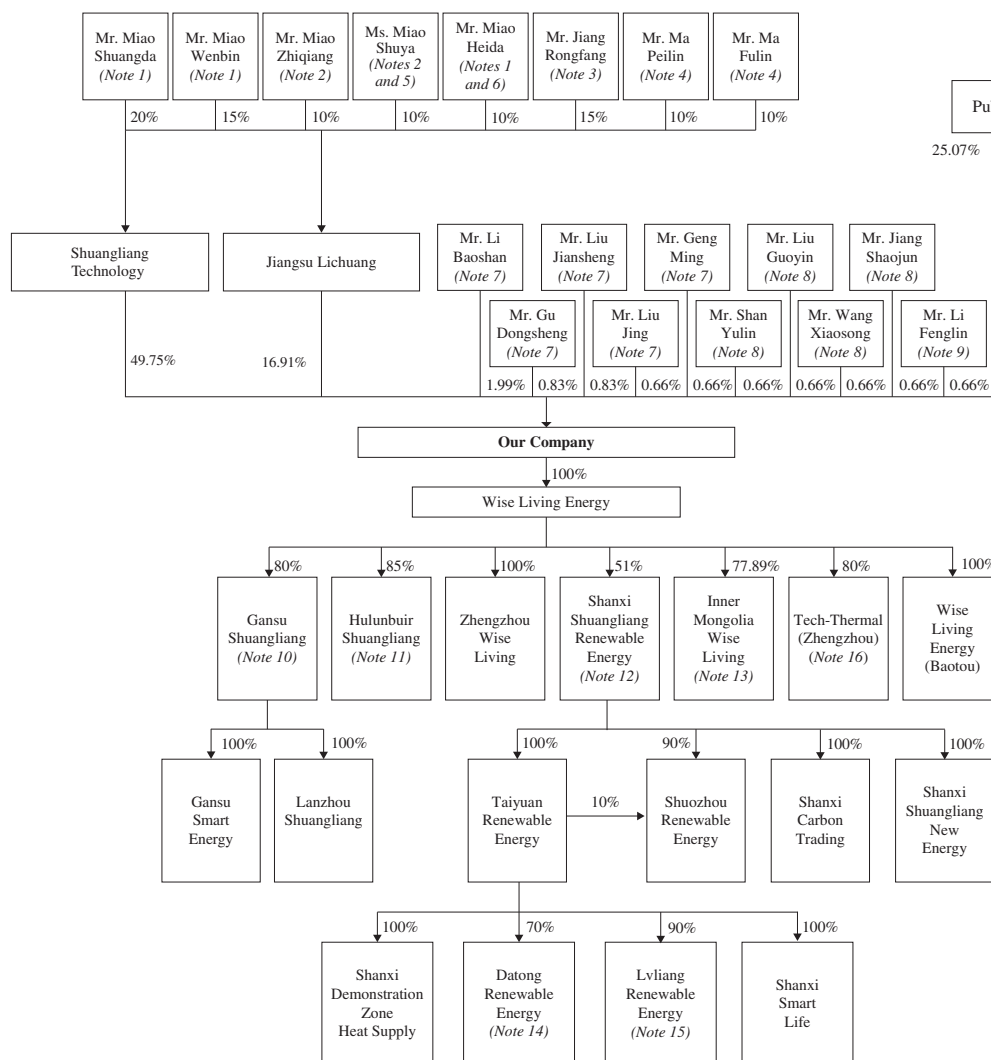 Mr. Miao
Shuangda
(Note 1)
Mr. Miao
Wenbin
(Note 1)
Mr. Miao
Zhiqiang
(Note 2)
Ms. Miao
Shuya
(Notes 2
and 5)
Mr. Miao
Heida
(Notes 1
and 6)
Mr. Jiang
Rongfang
(Note 3)
Mr. Ma
Peilin
(Note 4)
Mr. Ma
Fulin
(Note 4)
Pu
20%
15%
10%
10%
10%
15%
10%
10%
25.07%
Shuangliang
Technology
Jiangsu Lichuang
Mr. Li
Baoshan
(Note 7)
Mr. Liu
Jiansheng
(Note 7)
Mr. Geng
Ming
(Note 7)
Mr. Liu
Guoyin
(Note 8)
Mr. Jiang
Shaojun
(Note 8)
Mr. Gu
Dongsheng
(Note 7)
Mr. Liu
Jing
(Note 7)
Mr. Shan
Yulin
(Note 8)
Mr. Wang
Xiaosong
(Note 8)
Mr. Li
Fenglin
(Note 9)
49.75%
16.91%
1.99%
0.83%
0.83%
0.66%
0.66%
0.66%
0.66%
0.66%
0.66%
0.66%
Our Company
100%
Wise Living Energy
80%
85%
100%
51%
77.89%
80%
100%
Gansu
Shuangliang
(Note 10)
Hulunbuir
Shuangliang
(Note 11)
Zhengzhou
Wise
Living
Shanxi
Shuangliang
Renewable
Energy
(Note 12)
Inner
Mongolia
Wise
Living
(Note 13)
Tech-Thermal
(Zhengzhou)
(Note 16)
Wise
Living
Energy
(Baotou)
100%
100%
100%
90%
100%
100%
Gansu
Smart
Energy
Lanzhou
Shuangliang
Taiyuan
Renewable
Energy
10%
Shuozhou
Renewable
Energy
Shanxi
Carbon
Trading
Shanxi
Shuangliang
New
Energy
100%
70%
90%
100%
Shanxi
Demonstration
Zone
Heat Supply
Datong
Renewable
Energy
(Note 14)
Lvliang
Renewable
Energy
(Note 15)
Shanxi
Smart
Life